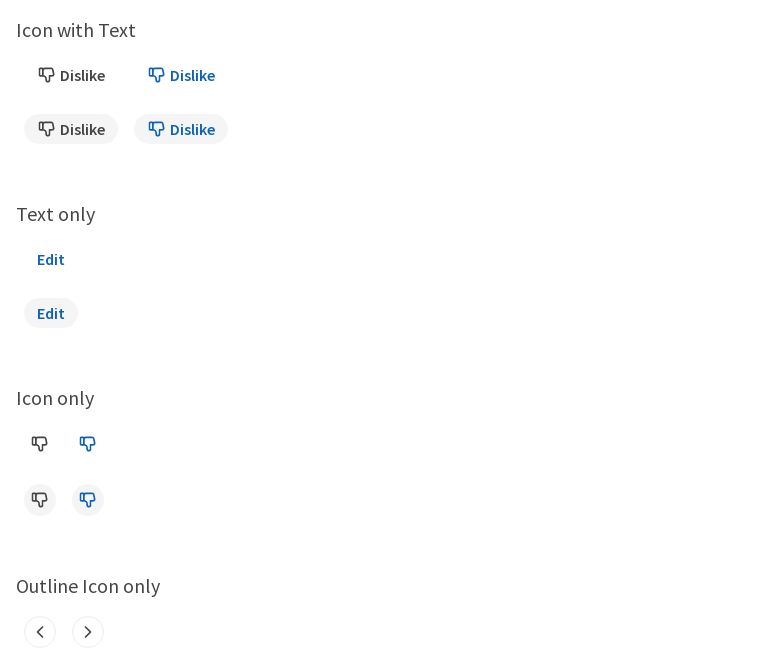 Icon with Text
Dislike Dislike
Dislike Dislike
Text only
Edit
Edit
Icon only
Outline Icon only